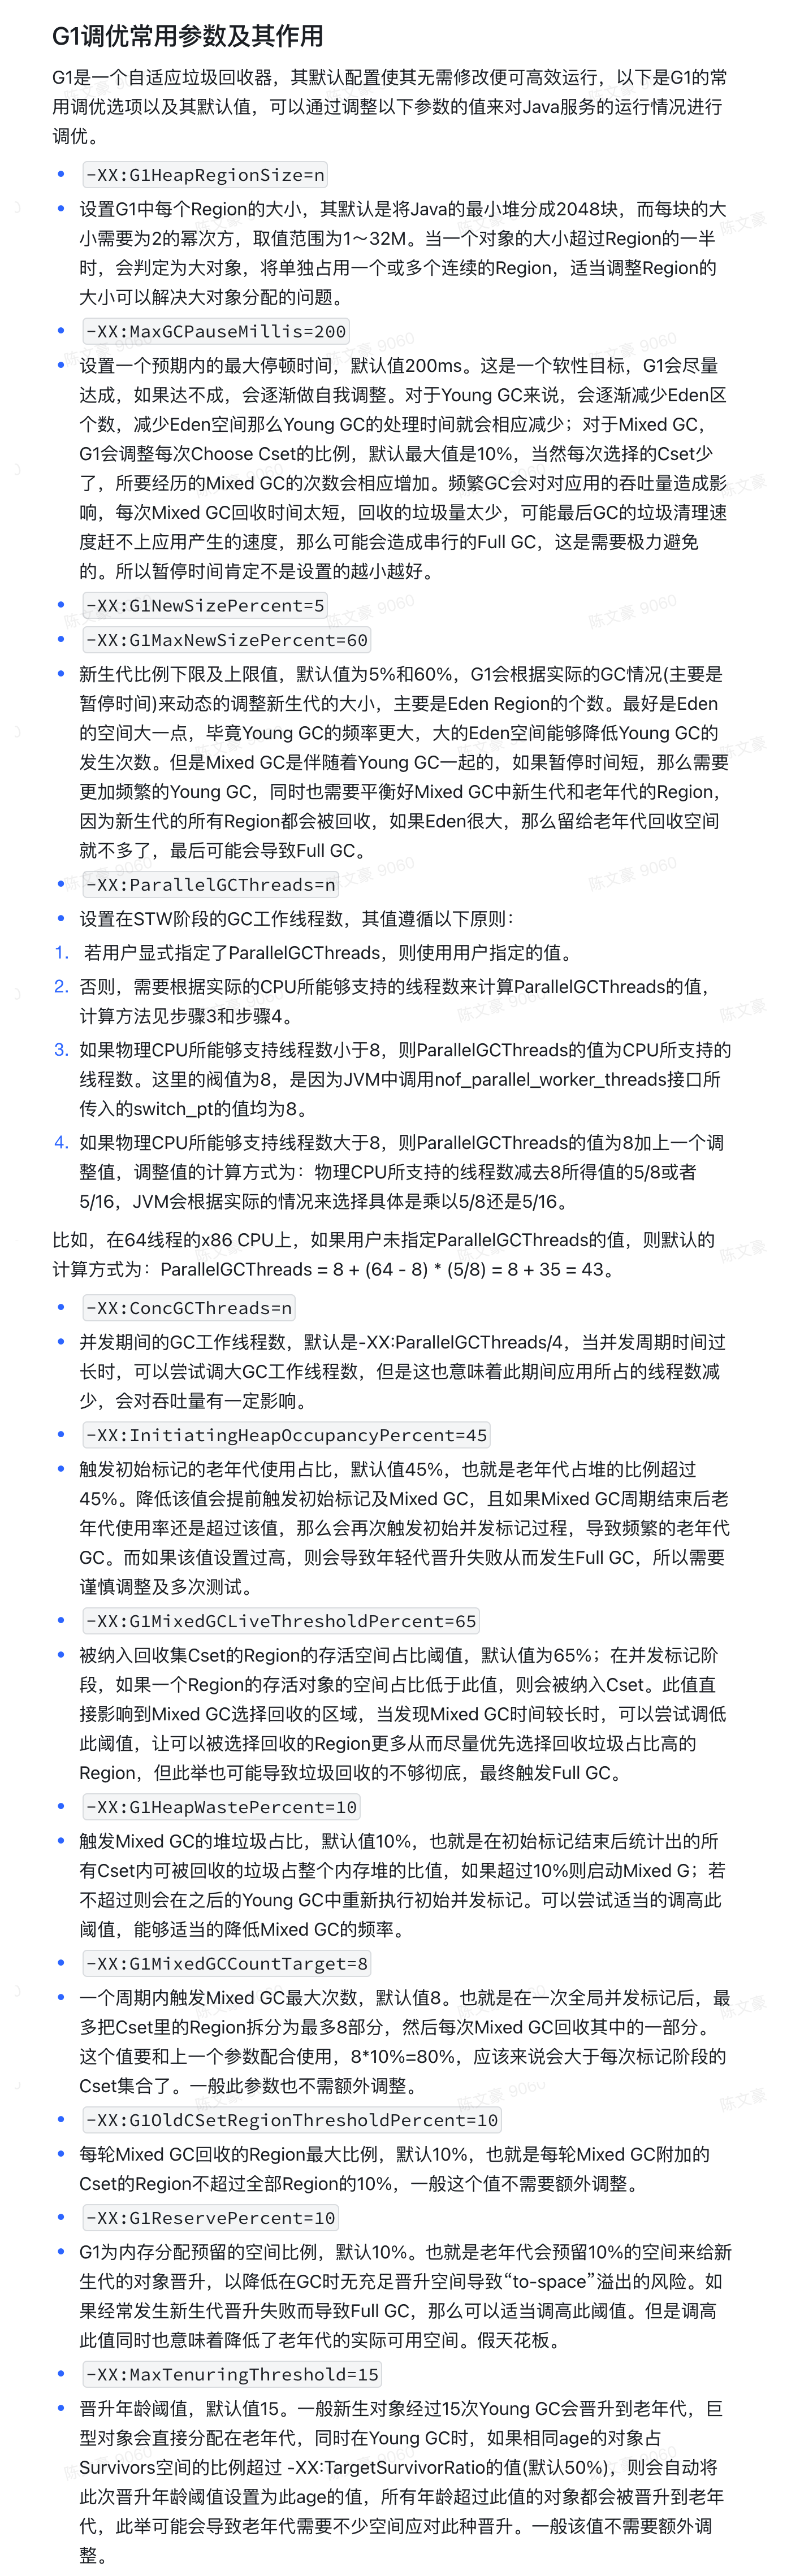 G1调优常用参数及其作用
G1是一个自适应垃圾回收器，其默认配置使其无需修改便可高效运行，以下是G1的常
用调优选项以及其默认值，可以通过调整以下参数的值来对Java服务的运行情况进行
调优。
-XX:G1HeapRegionSize=n
设置G1中每个Region的大小，其默认是将Java的最小堆分成2048块，而每块的大
小需要为2的幂次方，取值范围为1～32M。当一个对象的大小超过Region的一半
时，会判定为大对象，将单独占用一个或多个连续的Region，适当调整Region的
大小可以解决大对象分配的问题。
-XX:MaxGCPauseMillis=200
设置一个预期内的最大停顿时间，默认值200ms。这是一个软性目标，G1会尽量
达成，如果达不成，会逐渐做自我调整。对于Young GC来说，会逐渐减少Eden区
个数，减少Eden空间那么Young GC的处理时间就会相应减少；对于Mixed GC，
G1会调整每次Choose Cset的比例，默认最大值是10%，当然每次选择的Cset少
了，所要经历的Mixed GC的次数会相应增加。频繁GC会对对应用的吞吐量造成影
响，每次Mixed GC回收时间太短，回收的垃圾量太少，可能最后GC的垃圾清理速
度赶不上应用产生的速度，那么可能会造成串行的Full GC，这是需要极力避免
的。所以暂停时间肯定不是设置的越小越好。
-XX:G1NewSizePercent=5
-XX:G1MaxNewSizePercent=60
新生代比例下限及上限值，默认值为5%和60%，G1会根据实际的GC情况(主要是
暂停时间)来动态的调整新生代的大小，主要是Eden Region的个数。最好是Eden
的空间大一点，毕竟Young GC的频率更大，大的Eden空间能够降低Young GC的
发生次数。但是Mixed GC是伴随着Young GC一起的，如果暂停时间短，那么需要
更加频繁的Young GC，同时也需要平衡好Mixed GC中新生代和老年代的Region，
因为新生代的所有Region都会被回收，如果Eden很大，那么留给老年代回收空间
就不多了，最后可能会导致Full GC。
-XX:ParallelGCThreads=n
设置在STW阶段的GC工作线程数，其值遵循以下原则：
1. 若用户显式指定了ParallelGCThreads，则使用用户指定的值。
2. 否则，需要根据实际的CPU所能够支持的线程数来计算ParallelGCThreads的值，
计算方法见步骤3和步骤4。
3. 如果物理CPU所能够支持线程数小于8，则ParallelGCThreads的值为CPU所支持的
线程数。这里的阀值为8，是因为JVM中调用nof_parallel_worker_threads接口所
传入的switch_pt的值均为8。
4. 如果物理CPU所能够支持线程数大于8，则ParallelGCThreads的值为8加上一个调
整值，调整值的计算方式为：物理CPU所支持的线程数减去8所得值的5/8或者
5/16，JVM会根据实际的情况来选择具体是乘以5/8还是5/16。
比如，在64线程的x86 CPU上，如果用户未指定ParallelGCThreads的值，则默认的
计算方式为：ParallelGCThreads = 8 + (64 - 8) * (5/8) = 8 + 35 = 43。
-XX:ConcGCThreads=n
并发期间的GC工作线程数，默认是-XX:ParallelGCThreads/4，当并发周期时间过
长时，可以尝试调大GC工作线程数，但是这也意味着此期间应用所占的线程数减
少，会对吞吐量有一定影响。
-XX:InitiatingHeapOccupancyPercent=45
触发初始标记的老年代使用占比，默认值45%，也就是老年代占堆的比例超过
45%。降低该值会提前触发初始标记及Mixed GC，且如果Mixed GC周期结束后老
年代使用率还是超过该值，那么会再次触发初始并发标记过程，导致频繁的老年代
GC。而如果该值设置过高，则会导致年轻代晋升失败从而发生Full GC，所以需要
谨慎调整及多次测试。
-XX:G1MixedGCLiveThresholdPercent=65
被纳入回收集Cset的Region的存活空间占比阈值，默认值为65%；在并发标记阶
段，如果一个Region的存活对象的空间占比低于此值，则会被纳入Cset。此值直
接影响到Mixed GC选择回收的区域，当发现Mixed GC时间较长时，可以尝试调低
此阈值，让可以被选择回收的Region更多从而尽量优先选择回收垃圾占比高的
Region，但此举也可能导致垃圾回收的不够彻底，最终触发Full GC。
-XX:G1HeapWastePercent=10
触发Mixed GC的堆垃圾占比，默认值10%，也就是在初始标记结束后统计出的所
有Cset内可被回收的垃圾占整个内存堆的比值，如果超过10%则启动Mixed G；若
不超过则会在之后的Young GC中重新执行初始并发标记。可以尝试适当的调高此
阈值，能够适当的降低Mixed GC的频率。
-XX:G1MixedGCCountTarget=8
一个周期内触发Mixed GC最大次数，默认值8。也就是在一次全局并发标记后，最
多把Cset里的Region拆分为最多8部分，然后每次Mixed GC回收其中的一部分。
这个值要和上一个参数配合使用，8*10%=80%，应该来说会大于每次标记阶段的
Cset集合了。一般此参数也不需额外调整。
-XX:G1OldCSetRegionThresholdPercent=10
每轮Mixed GC回收的Region最大比例，默认10%，也就是每轮Mixed GC附加的
Cset的Region不超过全部Region的10%，一般这个值不需要额外调整。
-XX:G1ReservePercent=10
G1为内存分配预留的空间比例，默认10%。也就是老年代会预留10%的空间来给新
生代的对象晋升，以降低在GC时无充足晋升空间导致“to-space”溢出的风险。如
果经常发生新生代晋升失败而导致Full GC，那么可以适当调高此阈值。但是调高
此值同时也意味着降低了老年代的实际可用空间。假天花板。
-XX:MaxTenuringThreshold=15
晋升年龄阈值，默认值15。一般新生对象经过15次Young GC会晋升到老年代，巨
型对象会直接分配在老年代，同时在Young GC时，如果相同age的对象占
Survivors空间的比例超过 -XX:TargetSurvivorRatio的值(默认50%)，则会自动将
此次晋升年龄阈值设置为此age的值，所有年龄超过此值的对象都会被晋升到老年
代，此举可能会导致老年代需要不少空间应对此种晋升。一般该值不需要额外调
整。